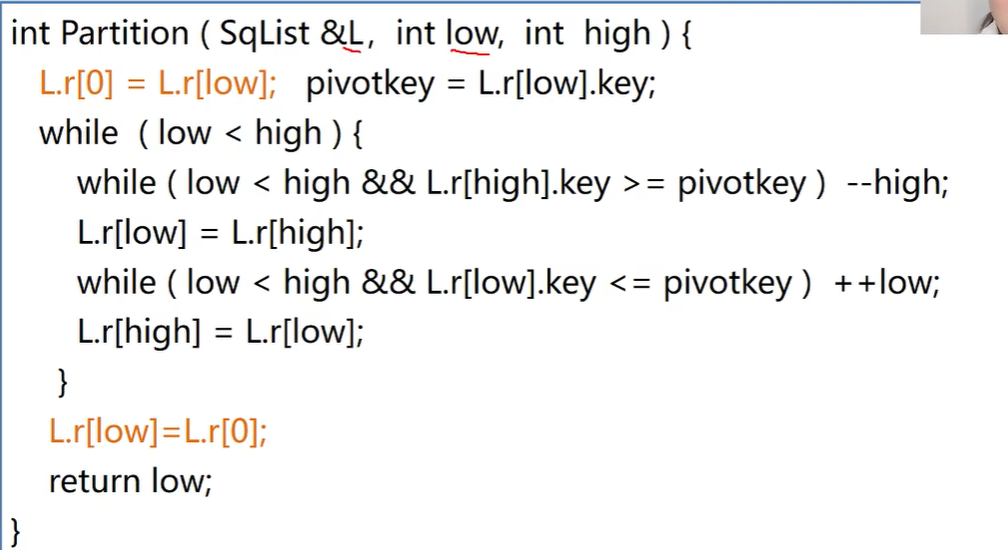 int Partition ( SqList &L, int low, int high ) {
L.r[0] = L.r[low]; pivotkey = L.r[low].key;
while ( low < high ) {
while ( low < high && L.r[high].key >= pivotkey ) --high;
L.r[low] = L.r[high];
while ( low < high && L.r[low].key <= pivotkey ) ++low;
L.r[high] = L.r[low];
}
L.r[low]=L.r[0];
return low;
}